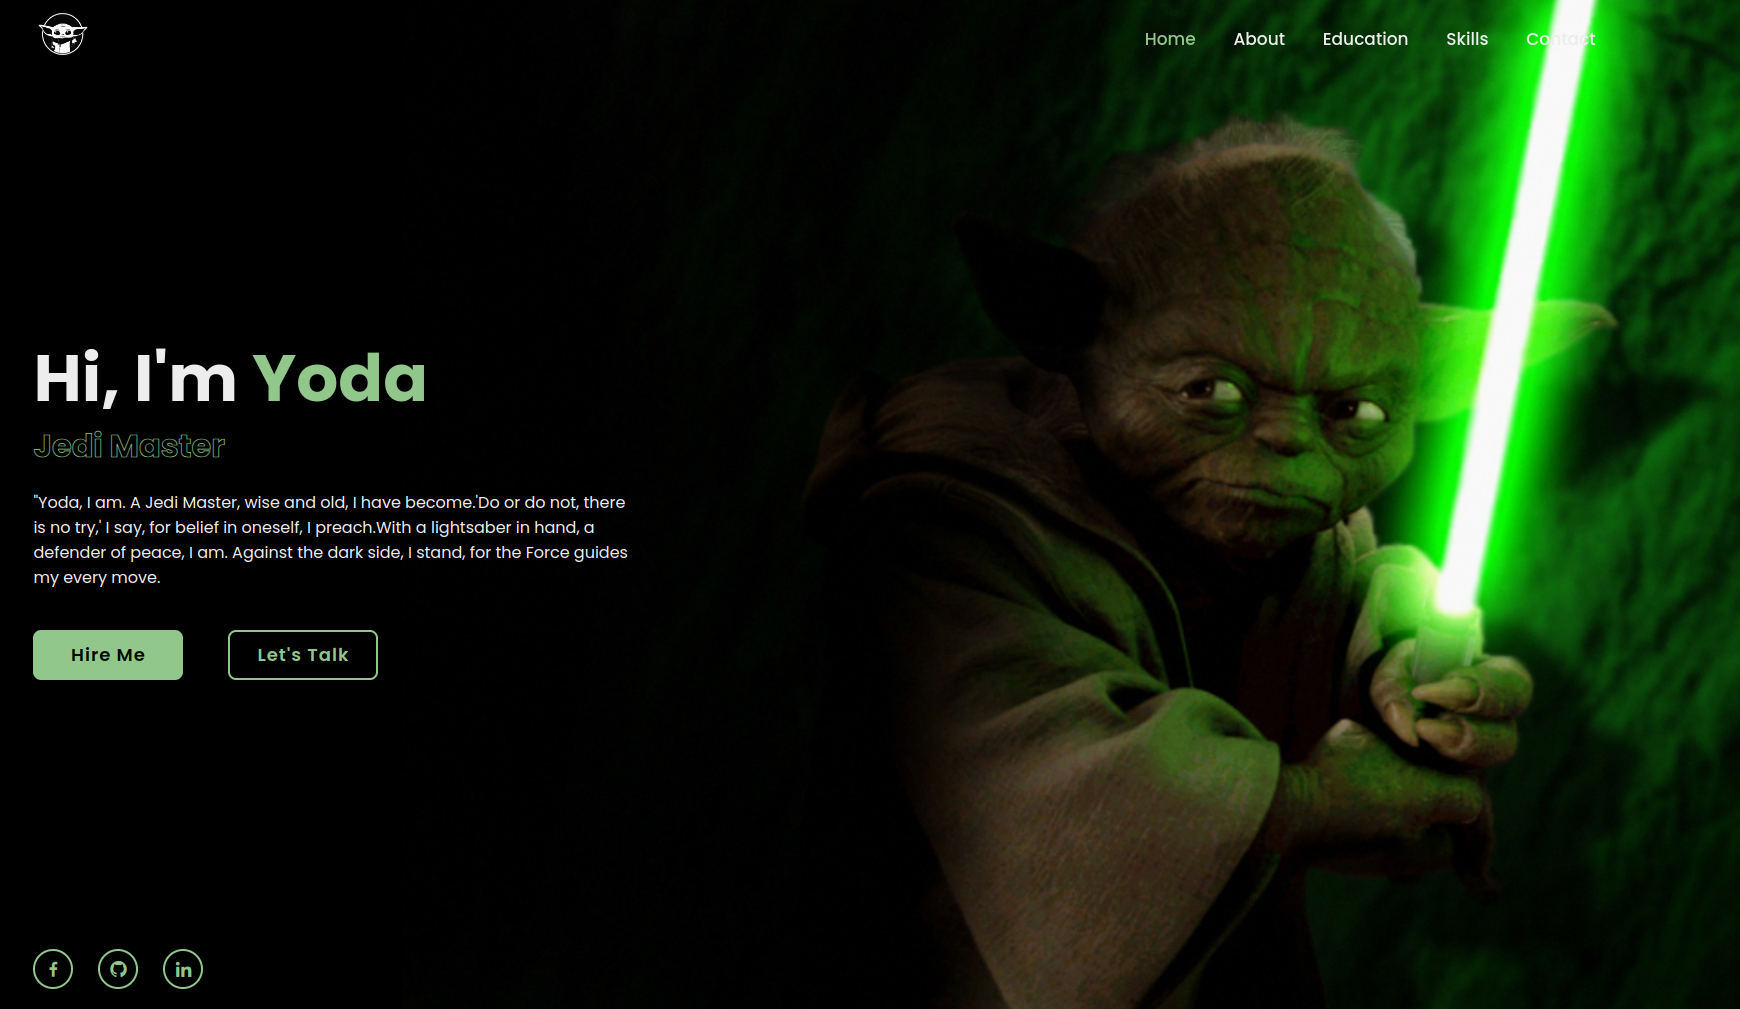 Home About Education Skills Contact
Hi, I'm Yoda
Jedi Master
"Yoda, I am. A Jedi Master, wise and old, I have become.'Do or do not, there
is no try,' I say, for belief in oneself, I preach.With a lightsaber in hand, a
defender of peace, I am. Against the dark side, I stand, for the Force guides
my every move.
Hire Me Let's Talk